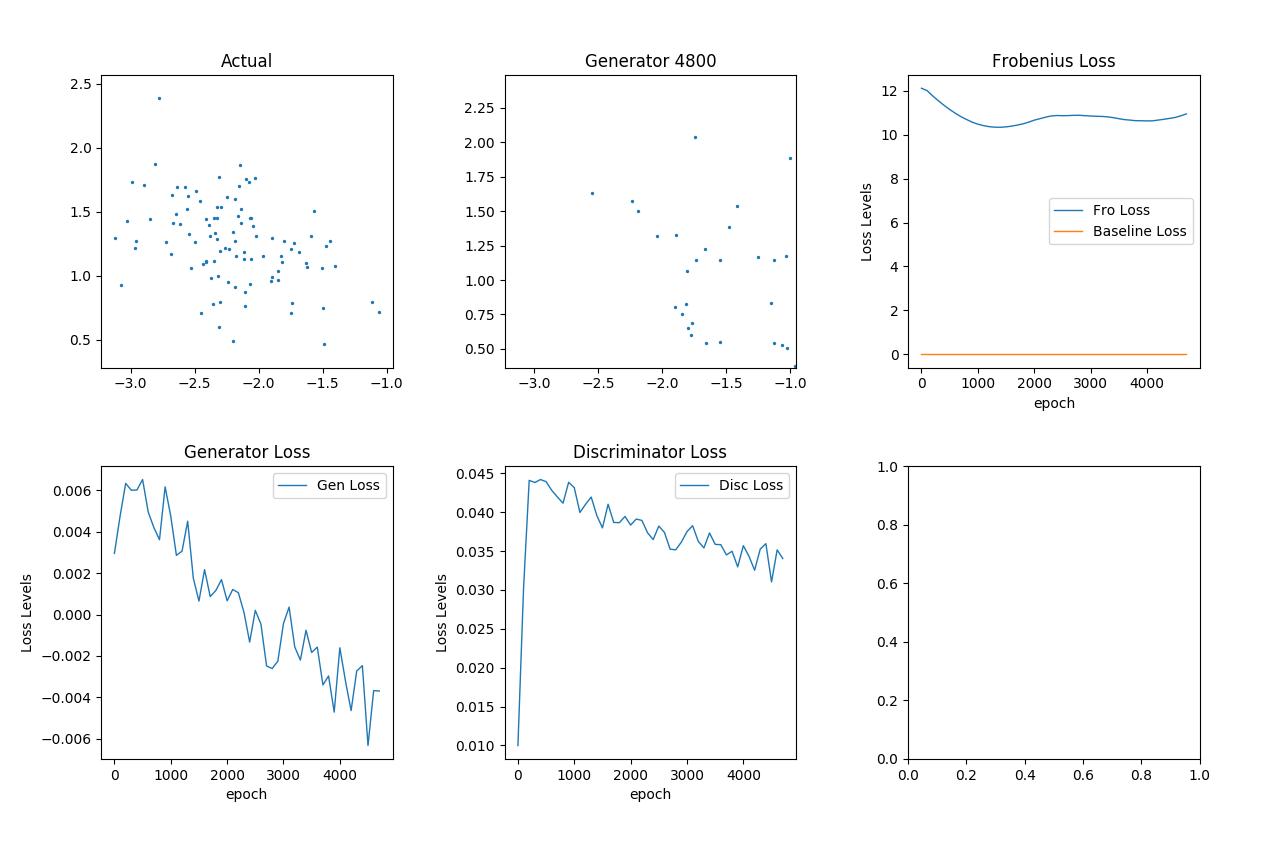 Actual
2.5
2.0
1.5
1.0
0.5
−3.0 −2.5 −2.0 −1.5 −1.0
Generator 4800
2.25
2.00
1.75
1.50
1.25
1.00
0.75
0.50
−3.0 −2.5 −2.0 −1.5 −1.0
Frobenius Loss
Loss Levels
12
10
8
6
4
2
0
Fro Loss
Baseline Loss
0 1000 2000 3000 4000
epoch
Generator Loss
Loss Levels
0.006
0.004
0.002
0.000
−0.002
−0.004
−0.006
Gen Loss
0 1000 2000 3000 4000
epoch
Discriminator Loss
Loss Levels
0.045
0.040
0.035
0.030
0.025
0.020
0.015
0.010
Disc Loss
0 1000 2000 3000 4000
epoch
1.0
0.8
0.6
0.4
0.2
0.0
0.0 0.2 0.4 0.6 0.8 1.0